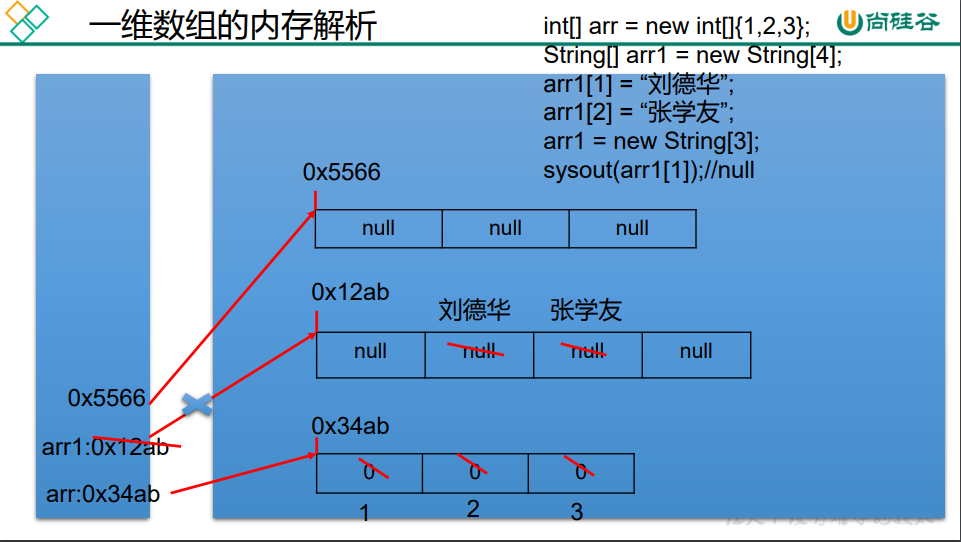 一维数组的内存解析
尚硅谷
int[] arr = new int[]{1,2,3};
String[] arr1 = new String[4];
arr1[1] = “刘德华”;
arr1[2] = “张学友”;
arr1 = new String[3];
sysout(arr1[1]);//null
0x5566
null null null
0x12ab
刘德华 张学友
null null null null
0x5566
arr1:0x12ab
0x34ab
arr:0x34ab
0 0 0
1 2 3